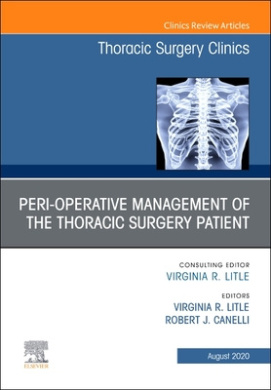 Clinics Review Articles
Thoracic Surgery Clinics
PERI-OPERATIVE MANAGEMENT OF
THE THORACIC SURGERY PATIENT
CONSULTING EDITOR
VIRGINIA R. LITLE
EDITORS
VIRGINIA R. LITLE
ROBERT J. CANELLI
ELSEVIER
August 2020